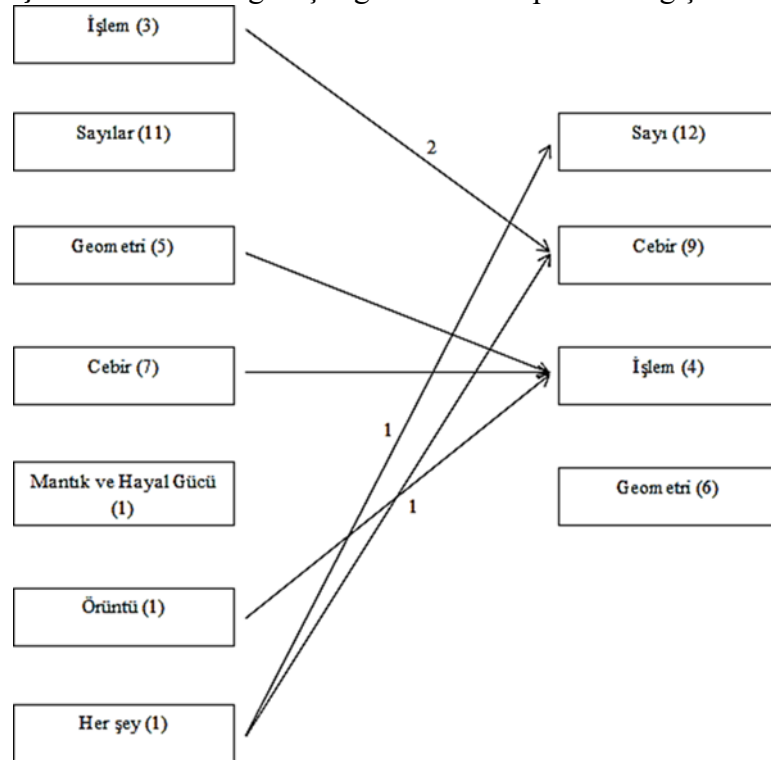 İşlem (3)
Sayılar (11)
Sayı (12)
2
Geometri (5)
Cebir (9)
Cebir (7)
İşlem (4)
1
Mantık ve Hayal Gücü
(1)
Geometri (6)
1
Örüntü (1)
Her şey (1)